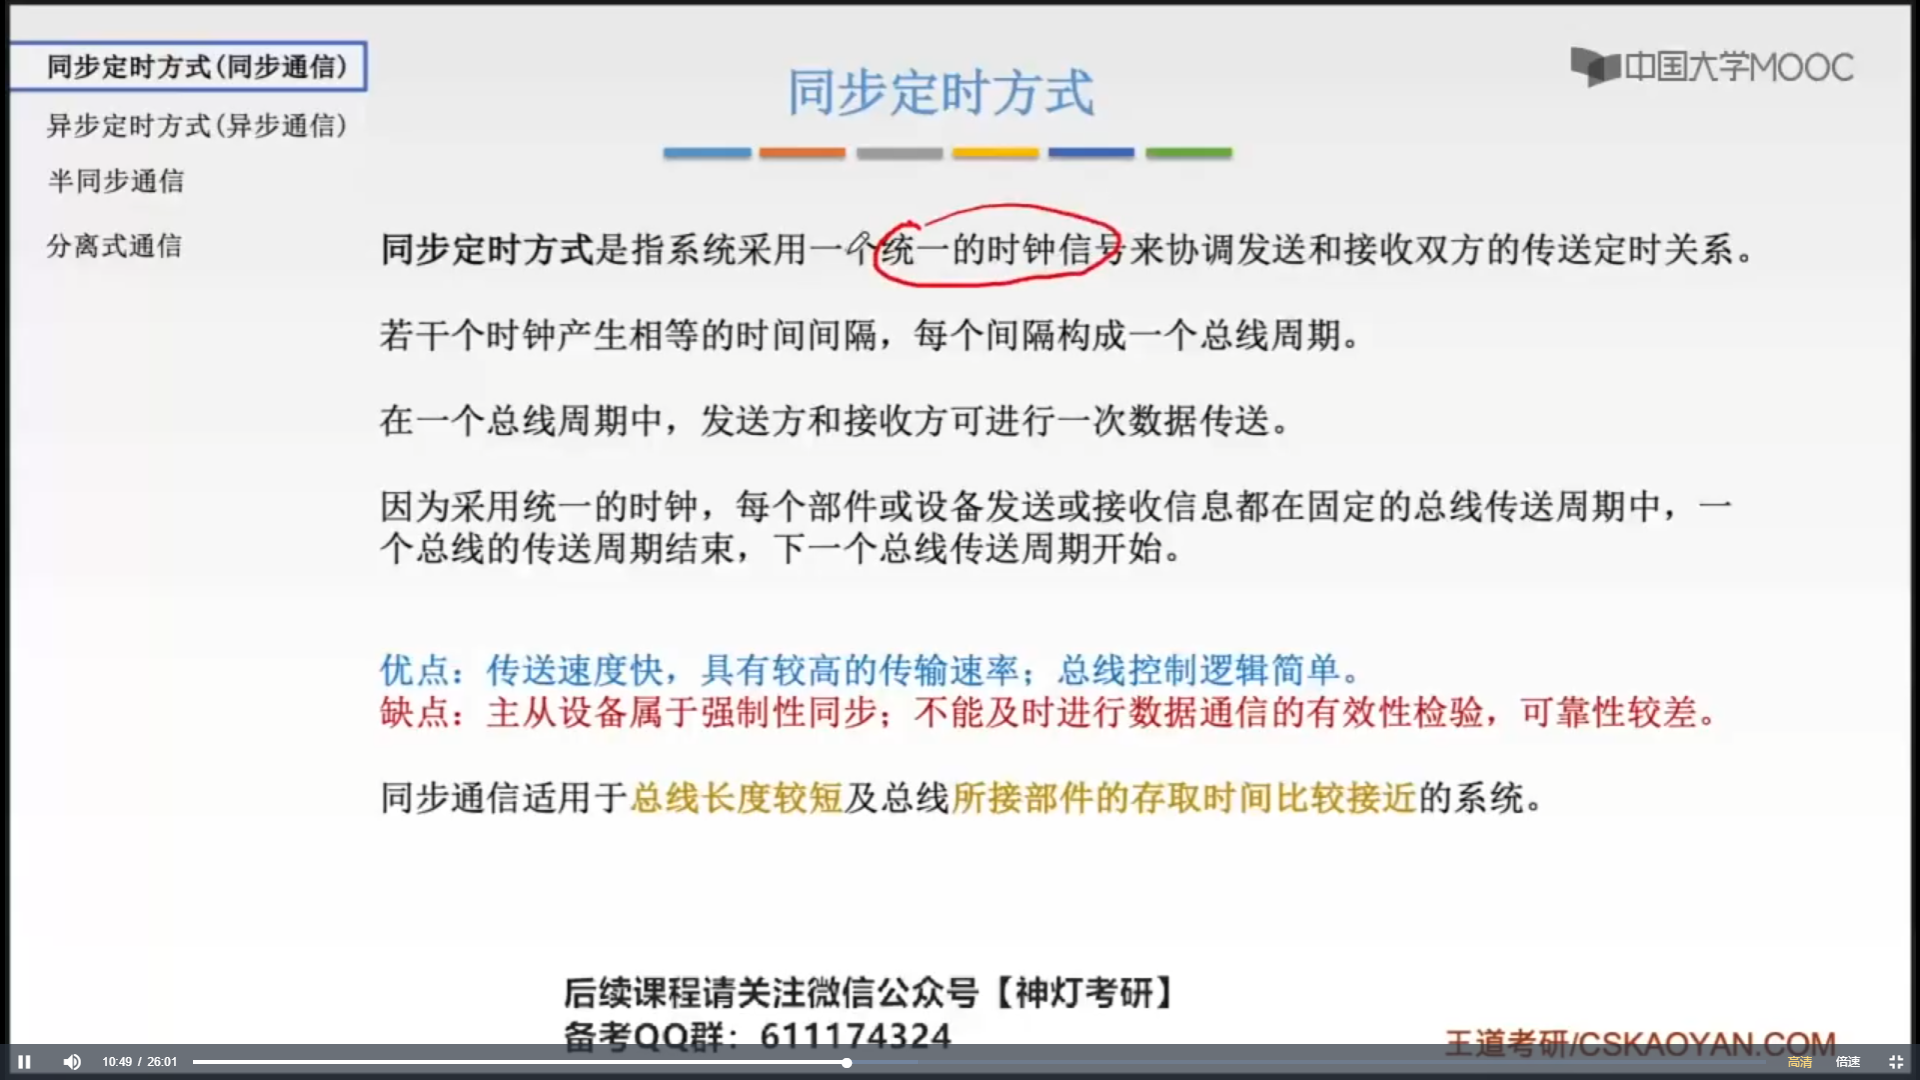 同步定时方式(同步通信)
异步定时方式(异步通信)
半同步通信
分离式通信
中国大学MOOC
同步定时方式
同步定时方式是指系统采用一个统一的时钟信号来协调发送和接收双方的传送定时关系。
若干个时钟产生相等的时间间隔，每个间隔构成一个总线周期。
在一个总线周期中，发送方和接收方可进行一次数据传送。
因为采用统一的时钟，每个部件或设备发送或接收信息都在固定的总线传送周期中，一
个总线的传送周期结束，下一个总线传送周期开始。
优点：传送速度快，具有较高的传输速率；总线控制逻辑简单。
缺点：主从设备属于强制性同步；不能及时进行数据通信的有效性检验，可靠性较差。
同步通信适用于总线长度较短及总线所接部件的存取时间比较接近的系统。
后续课程请关注微信公众号【神灯考研】
备考QQ群：611174324
王道考研/CSKAOYAN.COM
10:49 / 26:01
高清
倍速